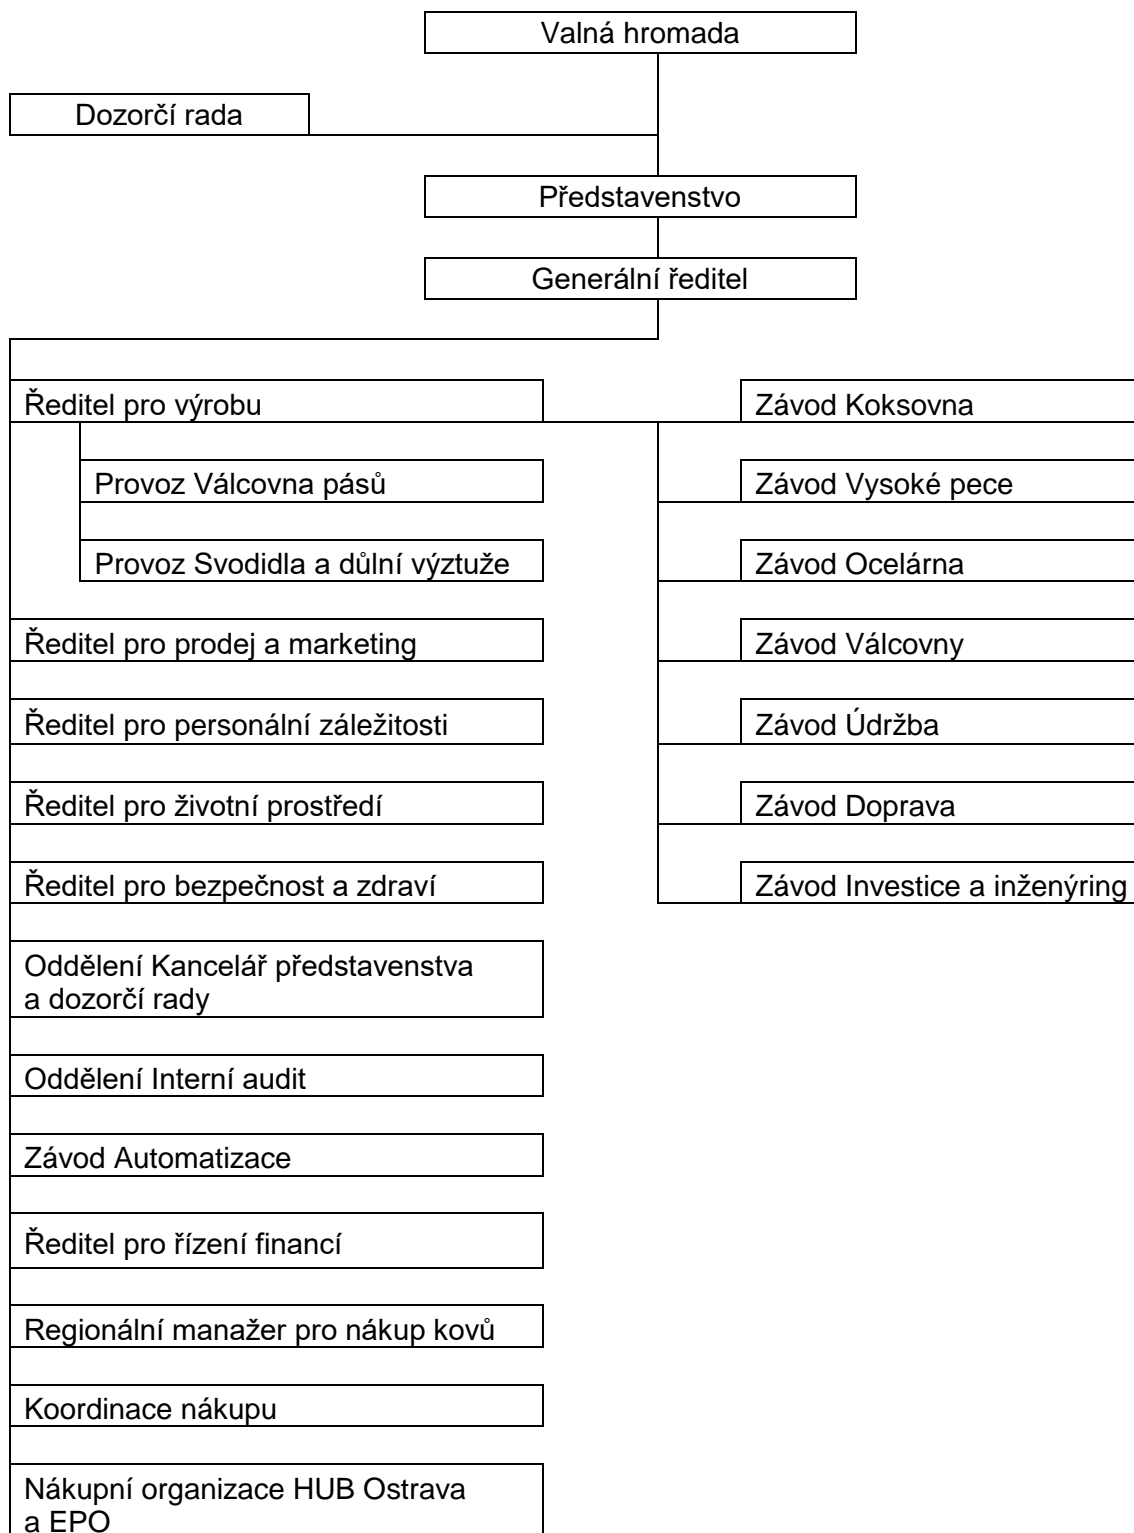 Valná hromada
Dozorčí rada
Představenstvo
Generální ředitel
Ředitel pro výrobu
Závod Koksovna
Provoz Válcovna pásů
Závod Vysoké pece
Provoz Svodidla a důlní výztuže
Závod Ocelárna
Ředitel pro prodej a marketing
Závod Válcovny
Ředitel pro personální záležitosti
Závod Údržba
Ředitel pro životní prostředí
Závod Doprava
Ředitel pro bezpečnost a zdraví
Závod Investice a inženýring
Oddělení Kancelář představenstva
a dozorčí rady
Oddělení Interní audit
Závod Automatizace
Ředitel pro řízení financí
Regionální manažer pro nákup kovů
Koordinace nákupu
Nákupní organizace HUB Ostrava
a EPO